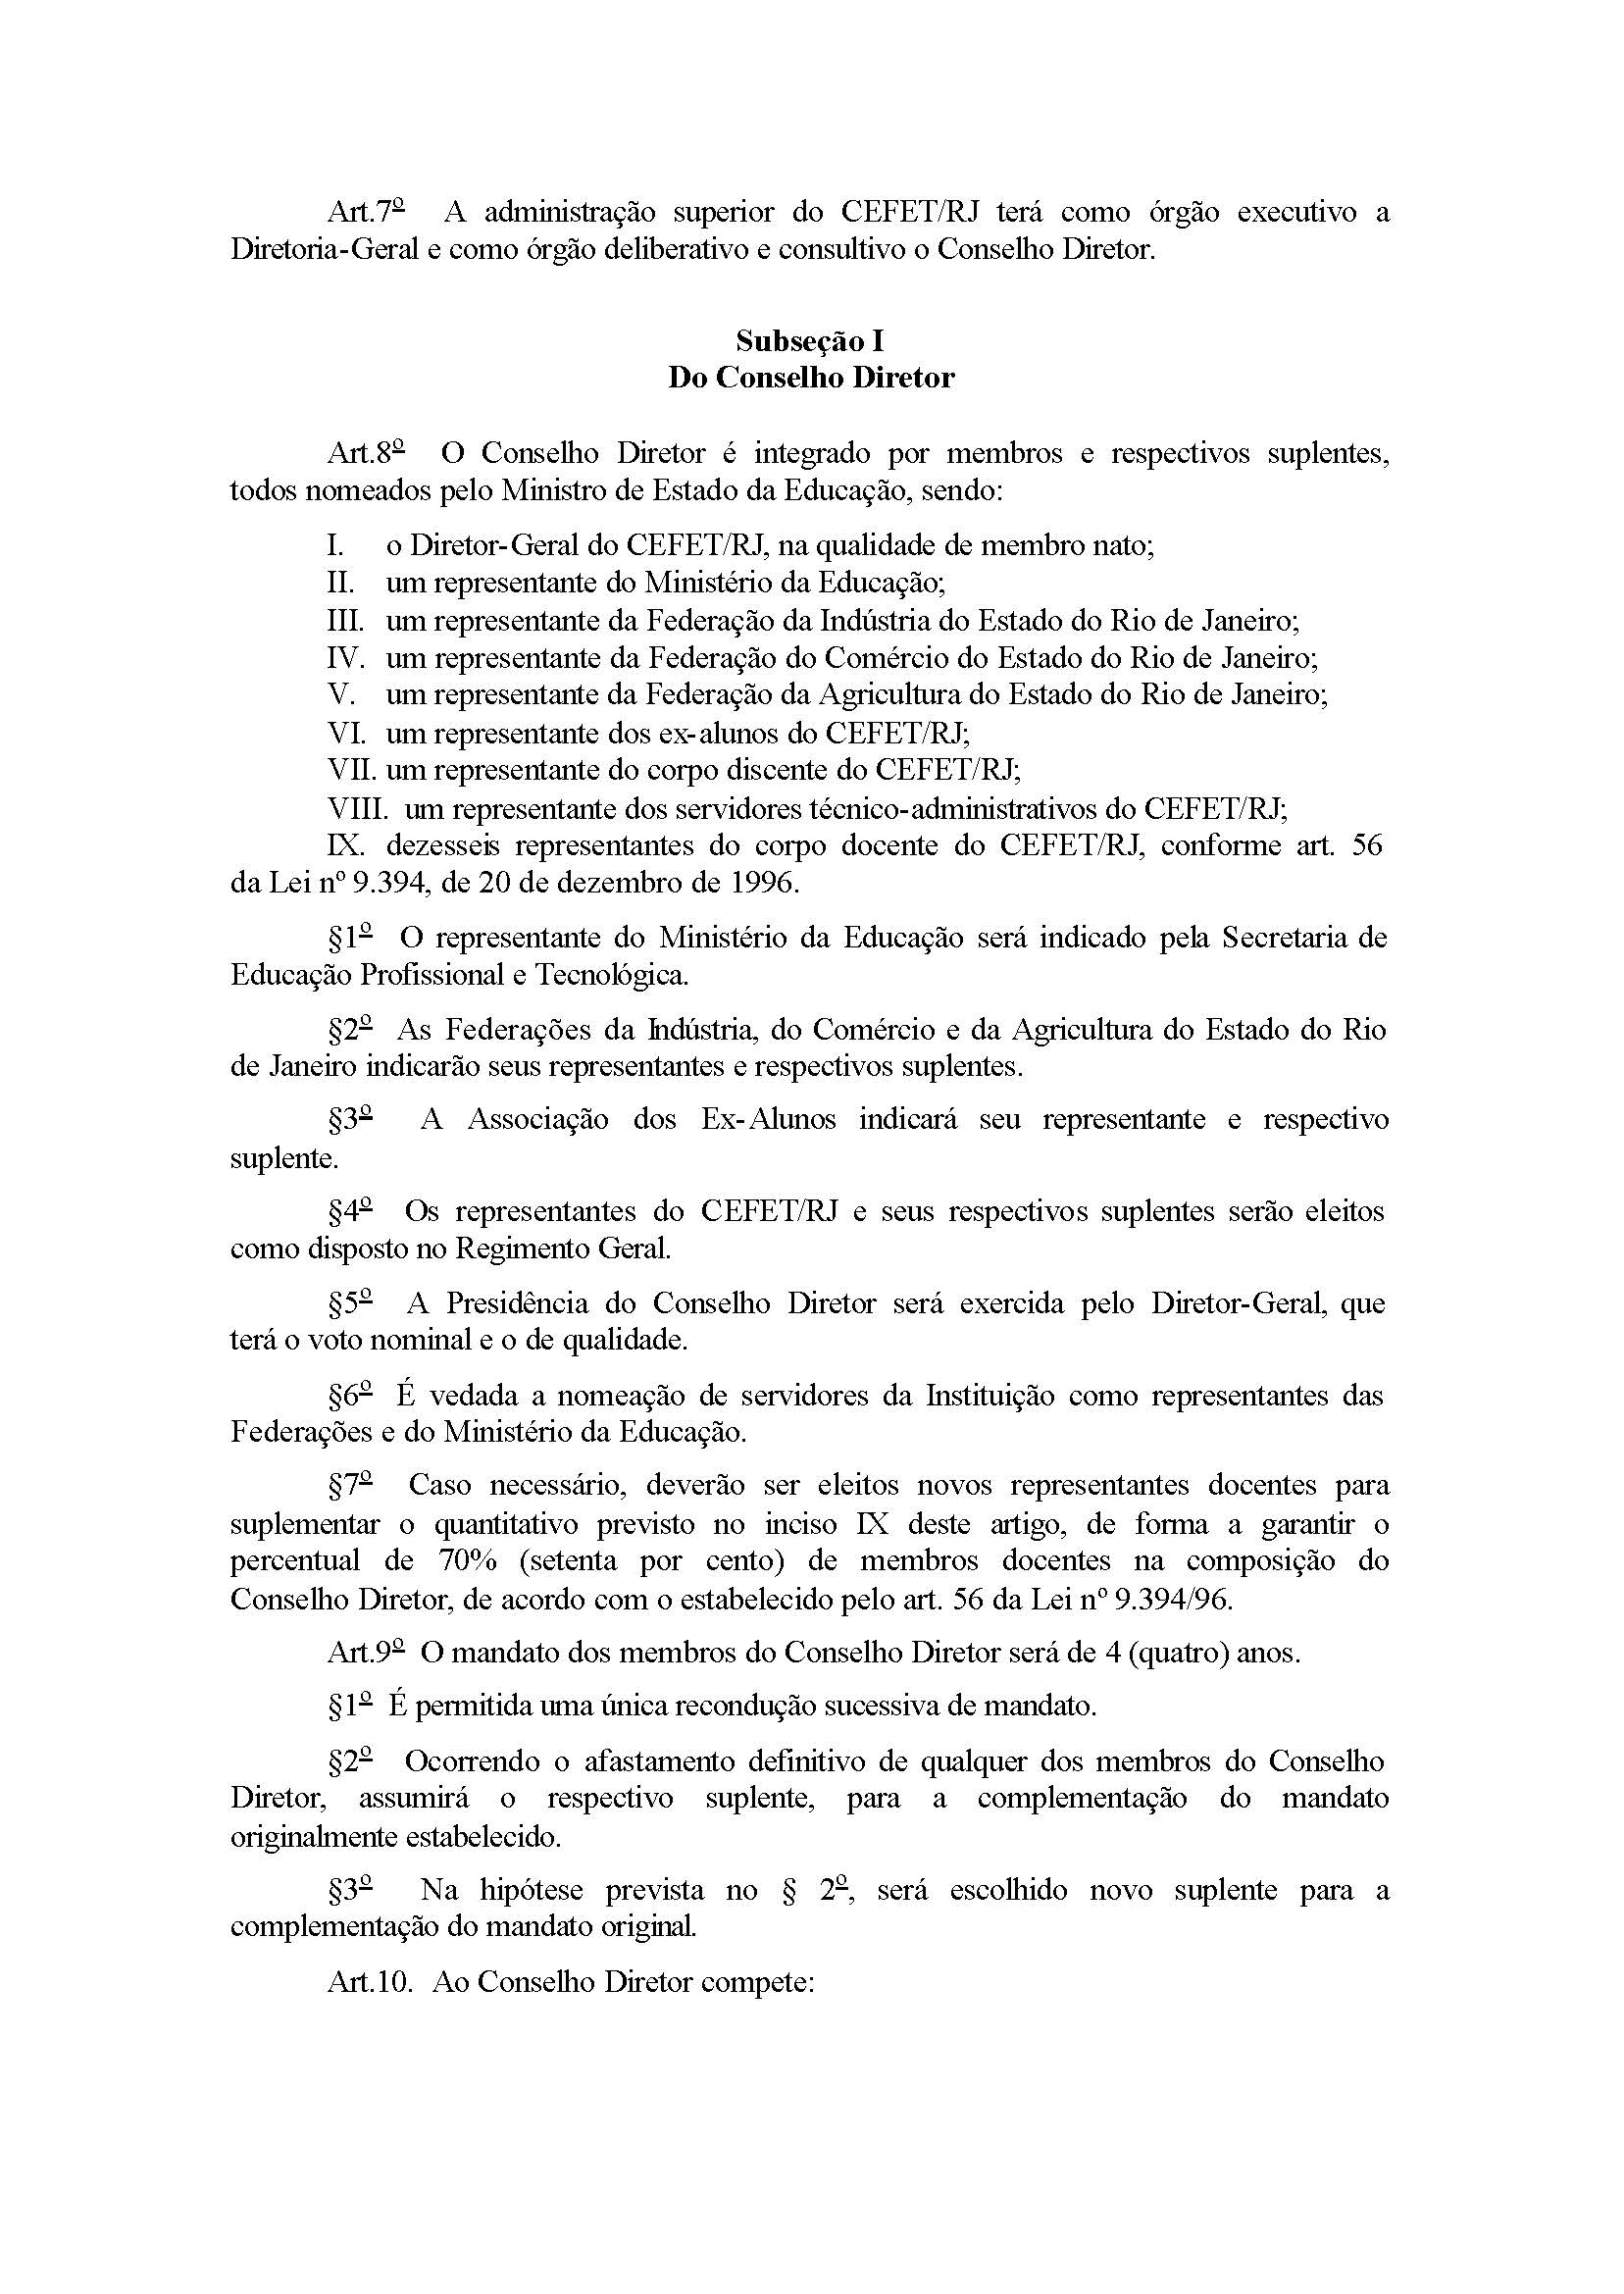 Art.7º A administração superior do CEFET/RJ terá como órgão executivo a
Diretoria-Geral e como órgão deliberativo e consultivo o Conselho Diretor.
Subseção I
Do Conselho Diretor
Art.8º O Conselho Diretor é integrado por membros e respectivos suplentes,
todos nomeados pelo Ministro de Estado da Educação, sendo:
I. o Diretor-Geral do CEFET/RJ, na qualidade de membro nato;
II. um representante do Ministério da Educação;
III. um representante da Federação da Indústria do Estado do Rio de Janeiro;
IV. um representante da Federação do Comércio do Estado do Rio de Janeiro;
V. um representante da Federação da Agricultura do Estado do Rio de Janeiro;
VI. um representante dos ex-alunos do CEFET/RJ;
VII. um representante do corpo discente do CEFET/RJ;
VIII. um representante dos servidores técnico-administrativos do CEFET/RJ;
IX. dezesseis representantes do corpo docente do CEFET/RJ, conforme art. 56
da Lei nº 9.394, de 20 de dezembro de 1996.
§1º O representante do Ministério da Educação será indicado pela Secretaria de
Educação Profissional e Tecnológica.
§2º As Federações da Indústria, do Comércio e da Agricultura do Estado do Rio
de Janeiro indicarão seus representantes e respectivos suplentes.
§3º A Associação dos Ex-Alunos indicará seu representante e respectivo
suplente.
§4º Os representantes do CEFET/RJ e seus respectivos suplentes serão eleitos
como disposto no Regimento Geral.
§5º A Presidência do Conselho Diretor será exercida pelo Diretor-Geral, que
terá o voto nominal e o de qualidade.
§6º É vedada a nomeação de servidores da Instituição como representantes das
Federações e do Ministério da Educação.
§7º Caso necessário, deverão ser eleitos novos representantes docentes para
suplementar o quantitativo previsto no inciso IX deste artigo, de forma a garantir o
percentual de 70% (setenta por cento) de membros docentes na composição do
Conselho Diretor, de acordo com o estabelecido pelo art. 56 da Lei nº 9.394/96.
Art.9º O mandato dos membros do Conselho Diretor será de 4 (quatro) anos.
§1º É permitida uma única recondução sucessiva de mandato.
§2º Ocorrendo o afastamento definitivo de qualquer dos membros do Conselho
Diretor, assumirá o respectivo suplente, para a complementação do mandato
originalmente estabelecido.
§3º Na hipótese prevista no § 2º, será escolhido novo suplente para a
complementação do mandato original.
Art.10. Ao Conselho Diretor compete: